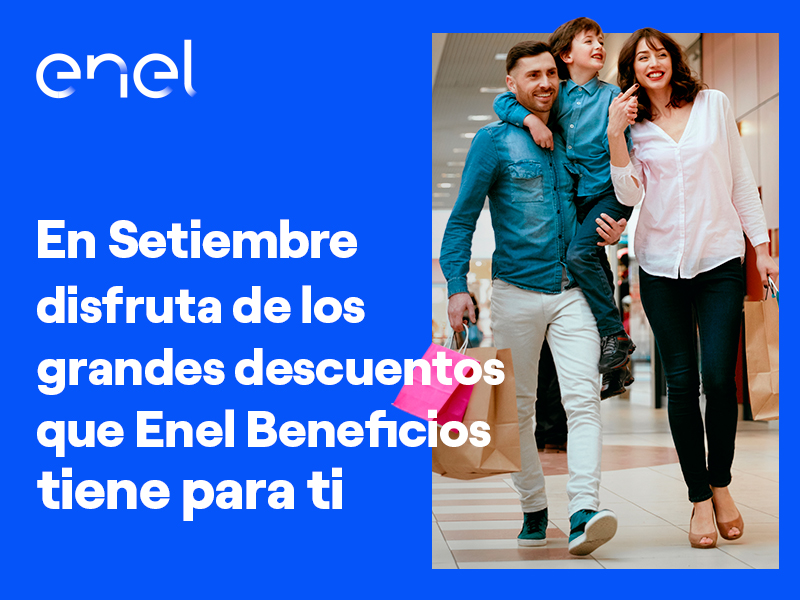 enel
En Setiembre
disfruta de los
grandes descuentos
que Enel Beneficios
tiene para ti